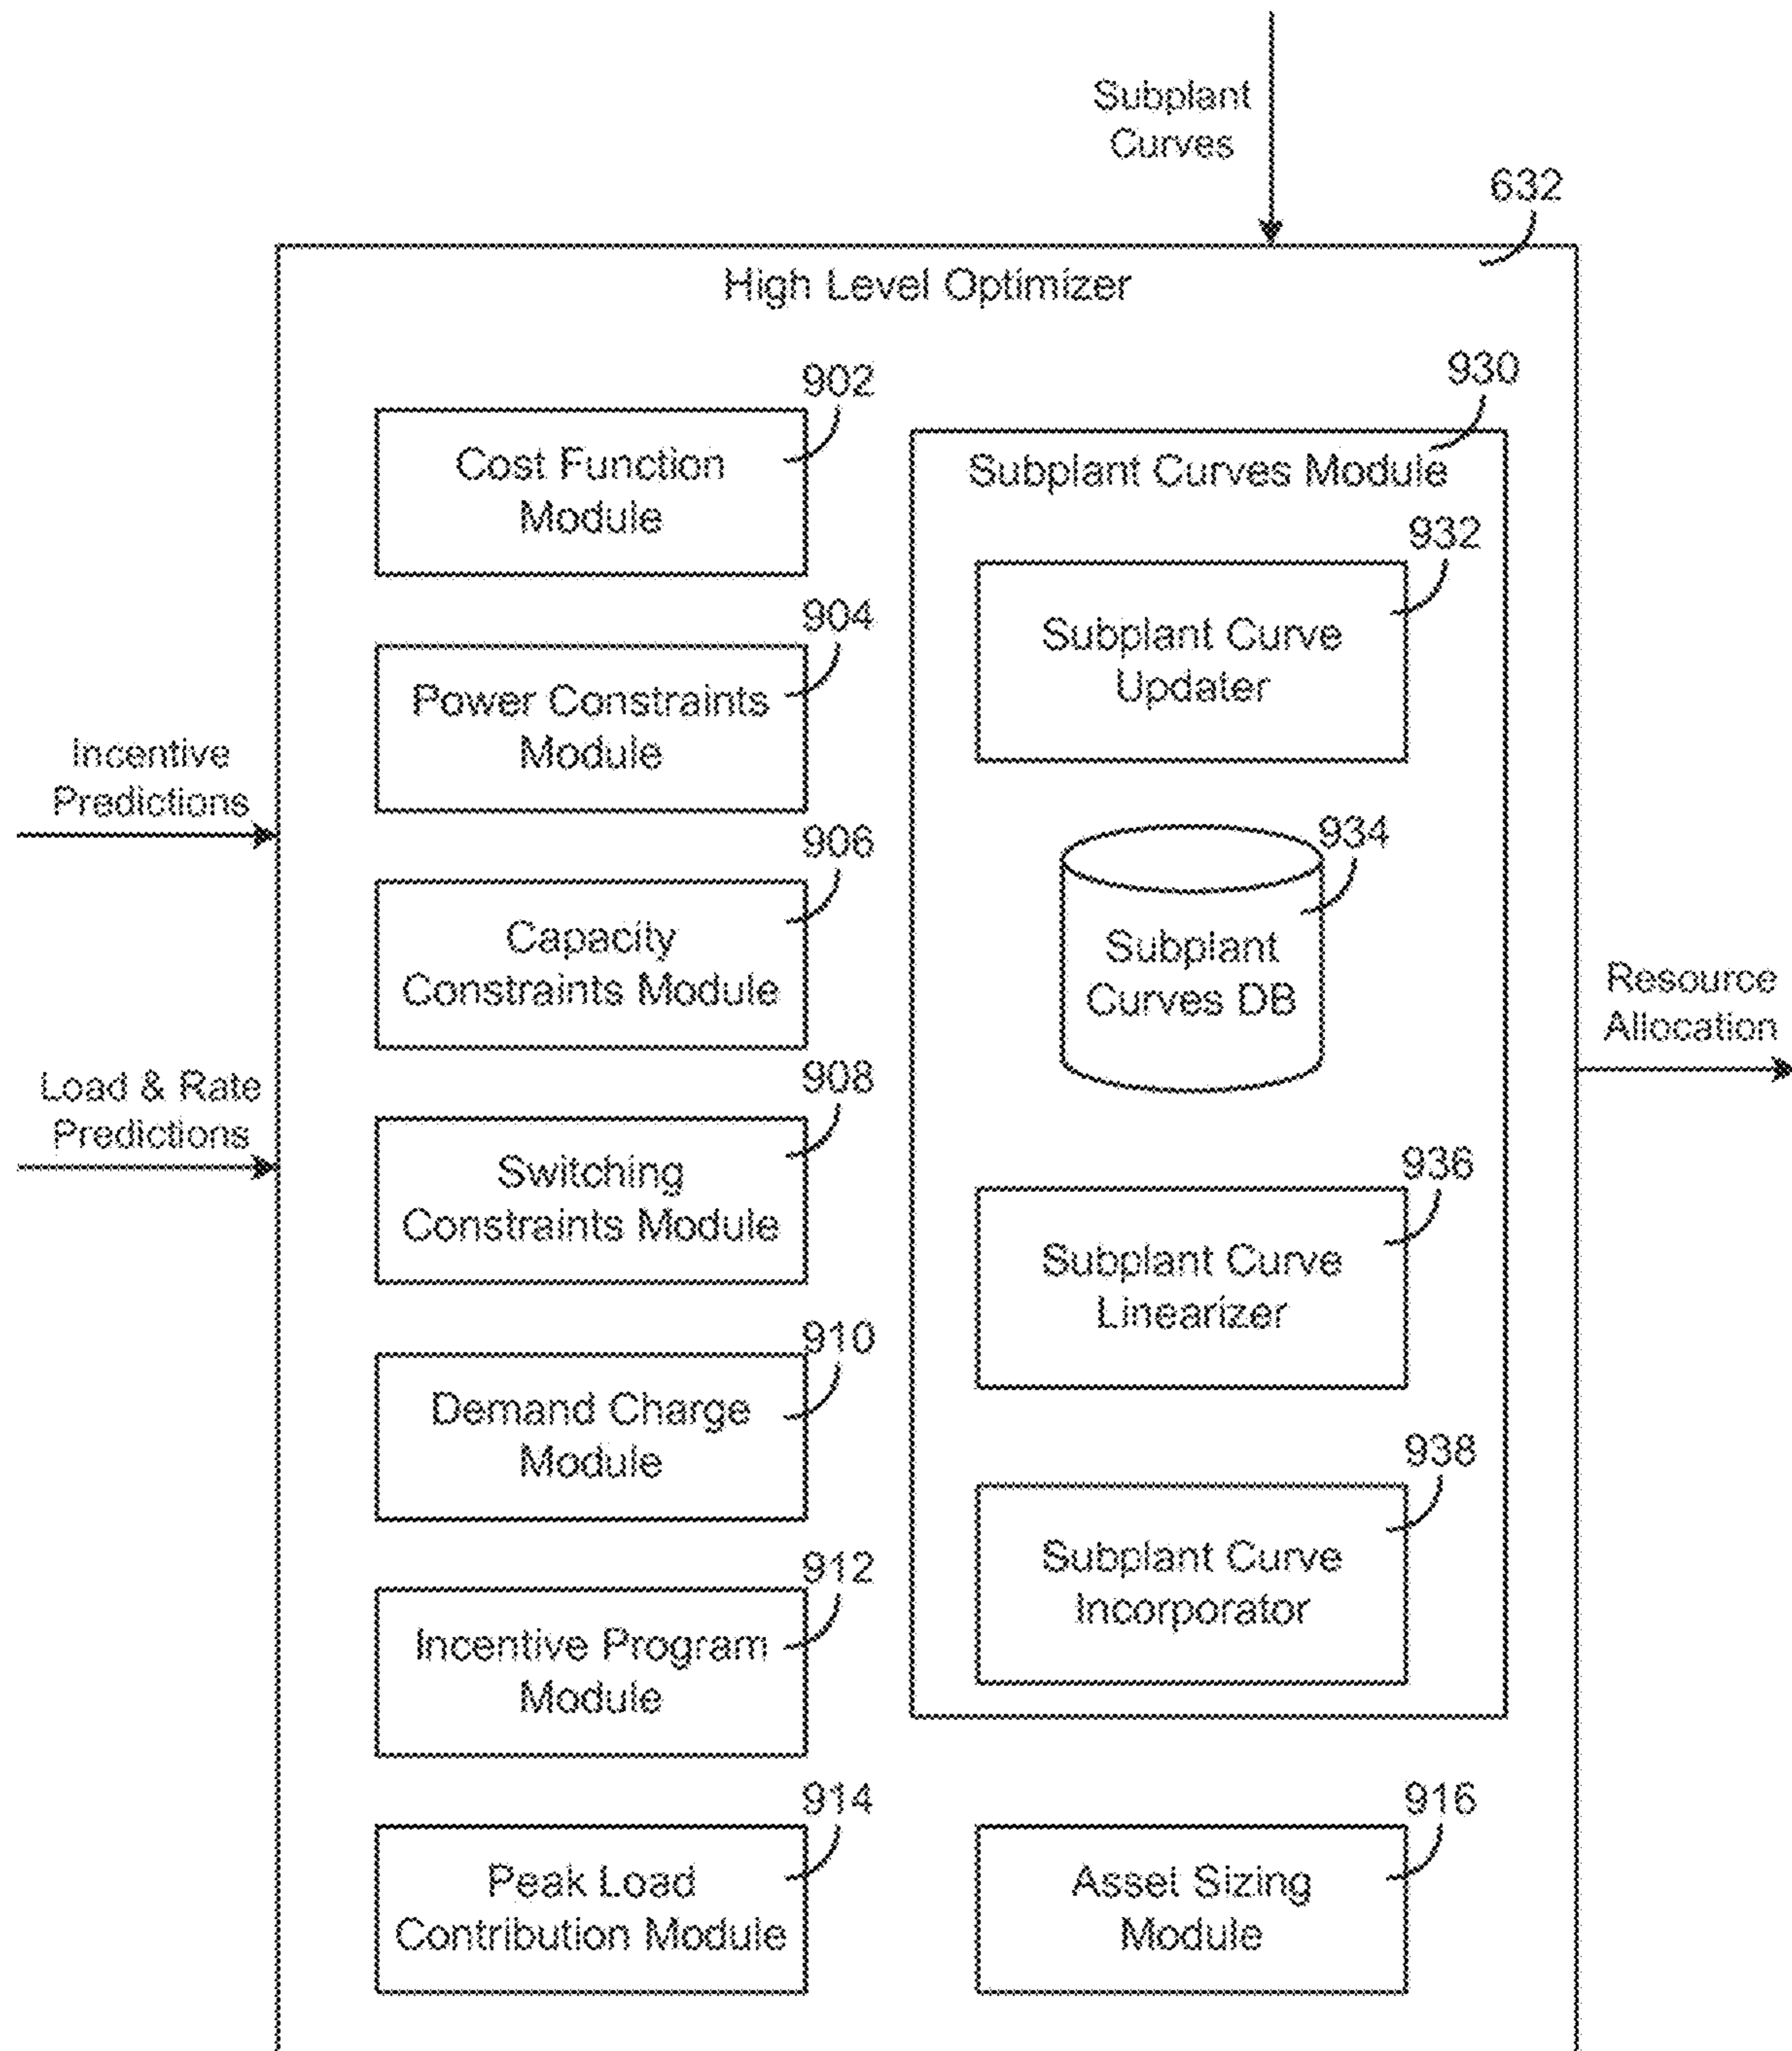 Subplant
Curves
632
High Level Optimizer
902
Cost Function
Module
904
Power Constraints
Module
906
Capacity
Constraints Module
908
Switching
Constraints Module
910
Demand Charge
Module
912
Incentive Program
Module
914
Peak Load
Contribution Module
930
Subplant Curves Module
932
Subplant Curve
Updater
934
Subplant
Curves DB
936
Subplant Curve
Linearizer
938
Subplant Curve
Incorporator
916
Asset Sizing
Module
Incentive
Predictions
Load & Rate
Predictions
Resource
Allocation